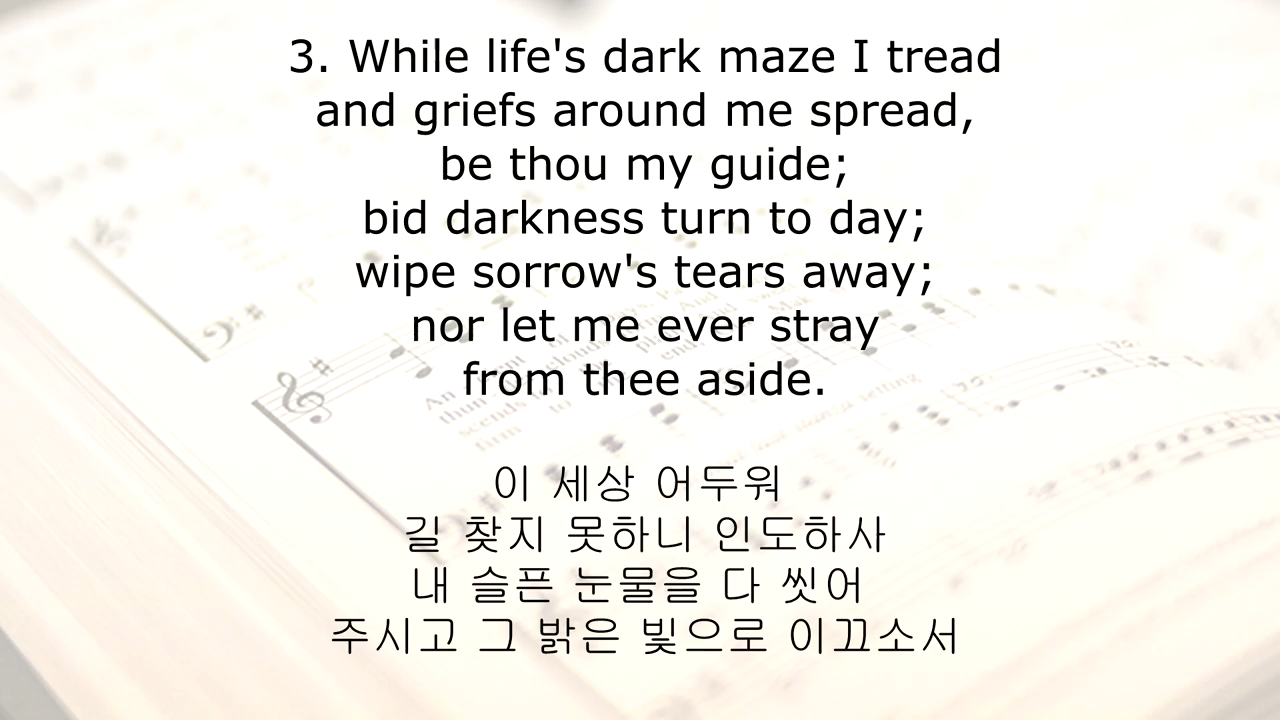 3. While life's dark maze I tread
and griefs around me spread,
be thou my guide;
bid darkness turn to day;
wipe sorrow's tears away;
nor let me ever stray
from thee aside.
이 세상 어두워
길 찾지 못하니 인도하사
내 슬픈 눈물을 다 씻어
주시고 그 밝은 빛으로 이끄소서